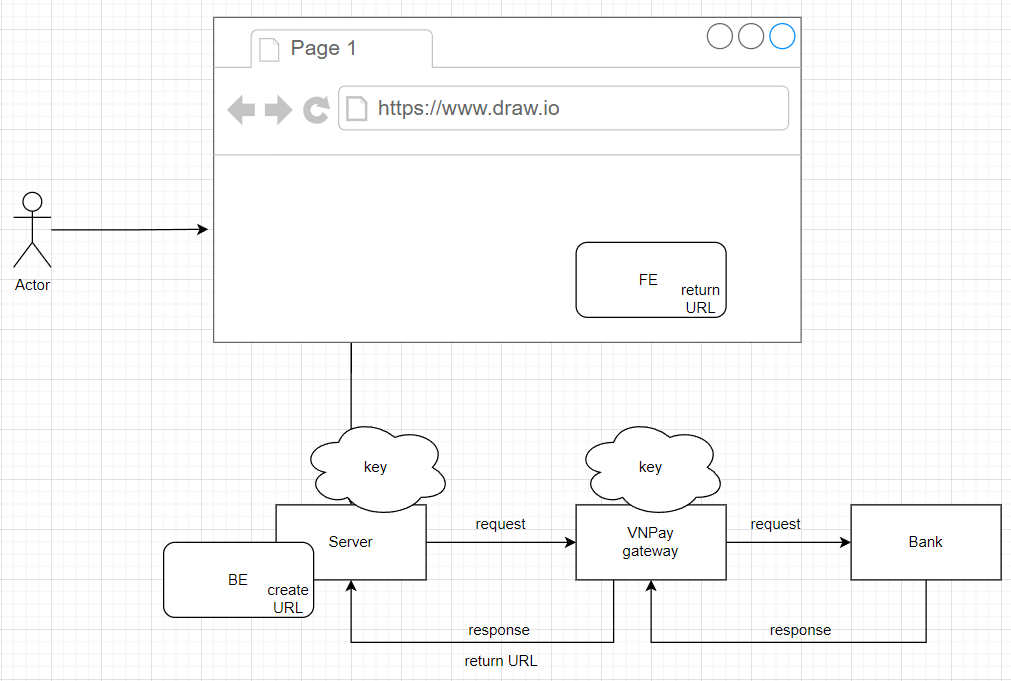 Page 1
https://www.draw.io
Actor
FE
return
URL
key
key
Server
request
VNPay
gateway
request
Bank
BE
create
URL
response
return URL
response